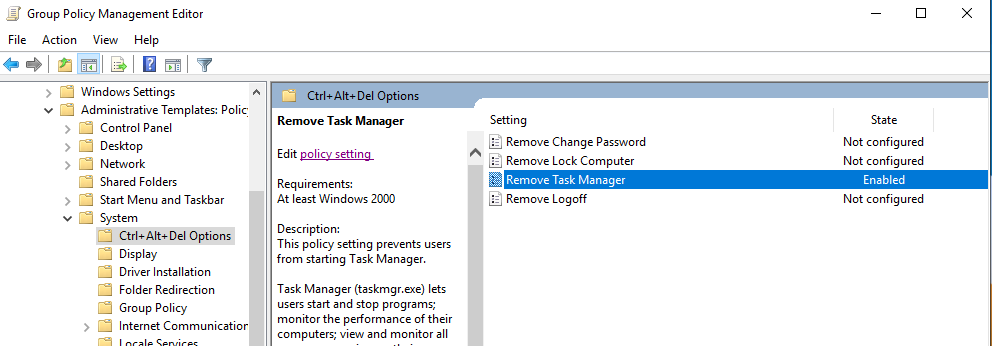 Group Policy Management Editor
File Action View Help
Windows Settings
Administrative Templates: Polic
Control Panel
Desktop
Network
Shared Folders
Start Menu and Taskbar
System
Ctrl+Alt+Del Options
Display
Driver Installation
Folder Redirection
Group Policy
Internet Communication
Locale Services
Ctrl+Alt+Del Options
Remove Task Manager
Edit policy setting
Requirements:
At least Windows 2000
Description:
This policy setting prevents users
from starting Task Manager.
Task Manager (taskmgr.exe) lets
users start and stop programs;
monitor the performance of their
computers; view and monitor all
Setting State
Remove Change Password Not configured
Remove Lock Computer Not configured
Remove Task Manager Enabled
Remove Logoff Not configured